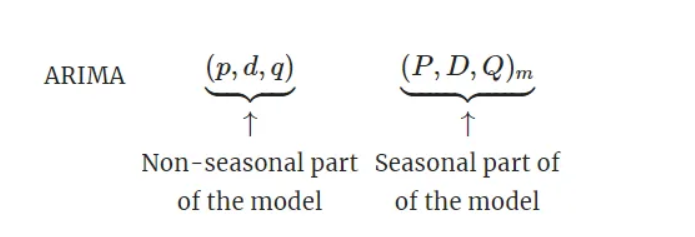 ARIMA (p, d, q) (P, D, Q)m
↑ ↑
Non-seasonal part Seasonal part of
of the model of the model